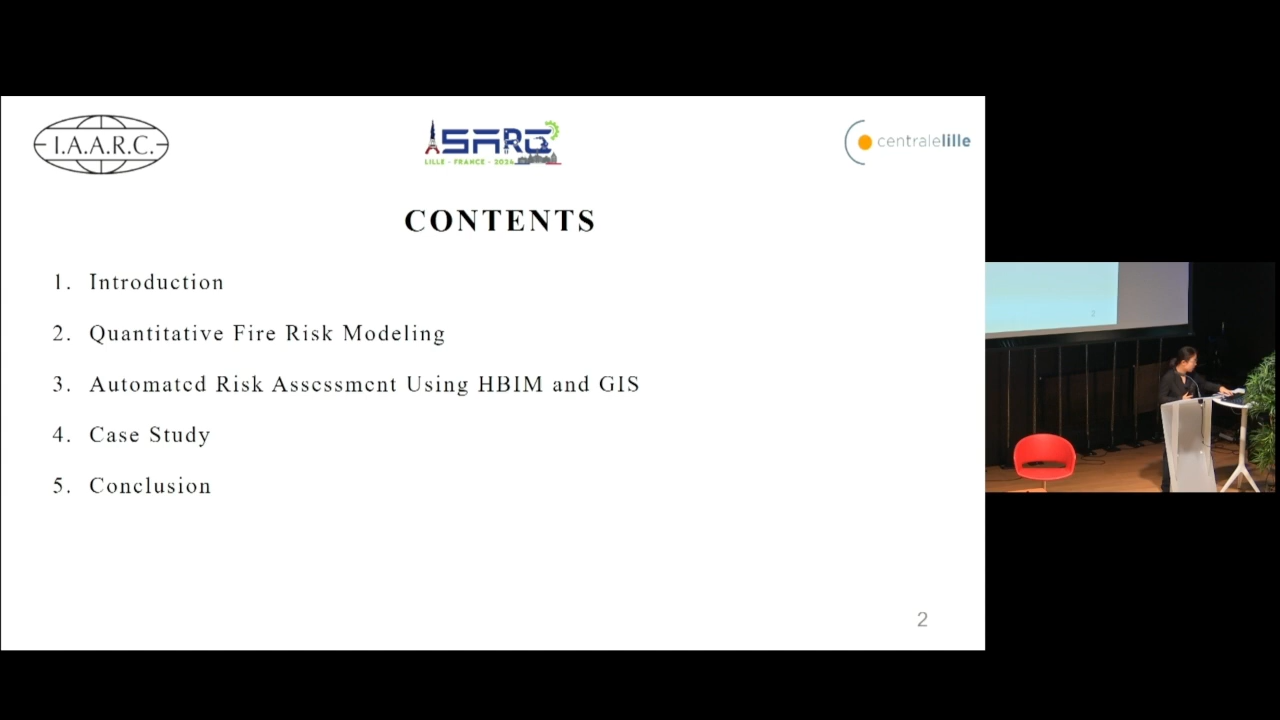 I.A.A.R.C.
ISARC
LILLE - FRANCE - 2024
centralelille
CONTENTS
1. Introduction
2. Quantitative Fire Risk Modeling
3. Automated Risk Assessment Using HBIM and GIS
4. Case Study
5. Conclusion
2
2